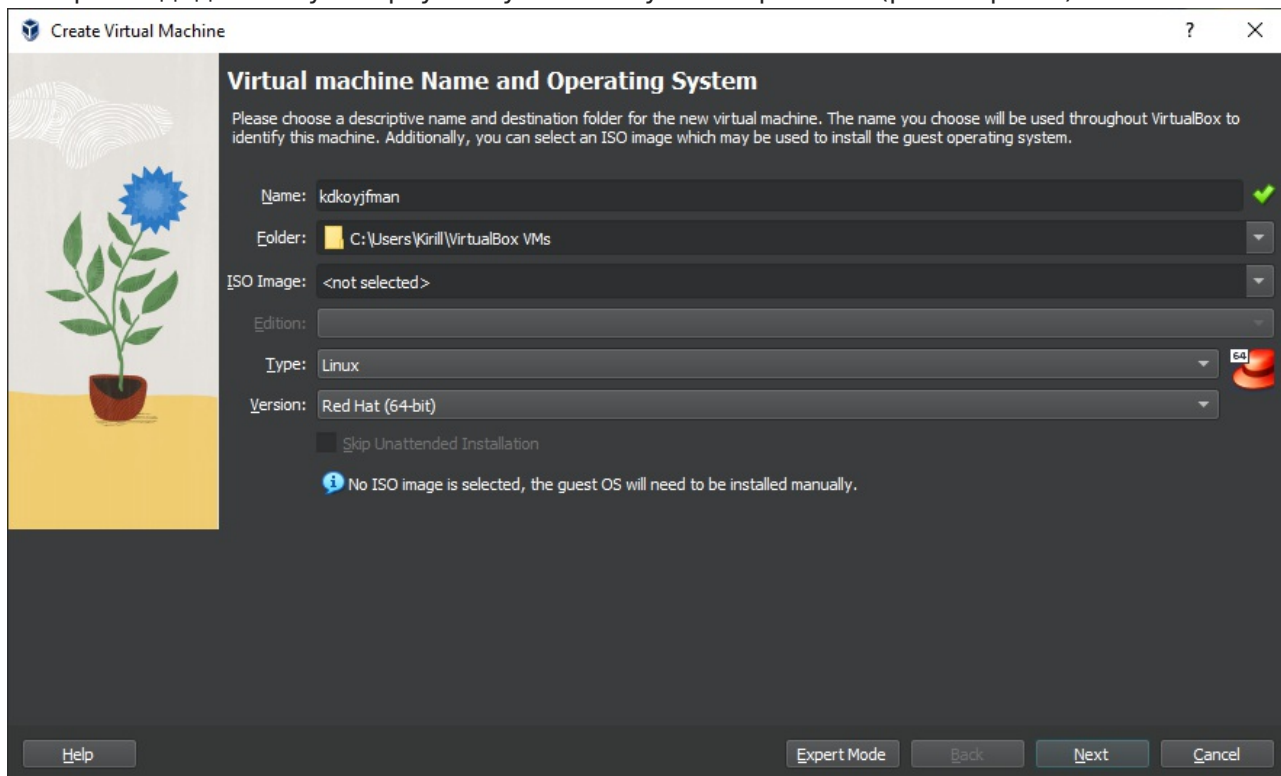 Create Virtual Machine
Virtual machine Name and Operating System
Please choose a descriptive name and destination folder for the new virtual machine. The name you choose will be used throughout VirtualBox to
identify this machine. Additionally, you can select an ISO image which may be used to install the guest operating system.
Name: kdkoyjfman
Folder: C:\Users\Kirill\VirtualBox VMs
ISO Image: <not selected>
Edition:
Type: Linux
64
Version: Red Hat (64-bit)
Skip Unattended Installation
No ISO image is selected, the guest OS will need to be installed manually.
Help Expert Mode Back Next Cancel